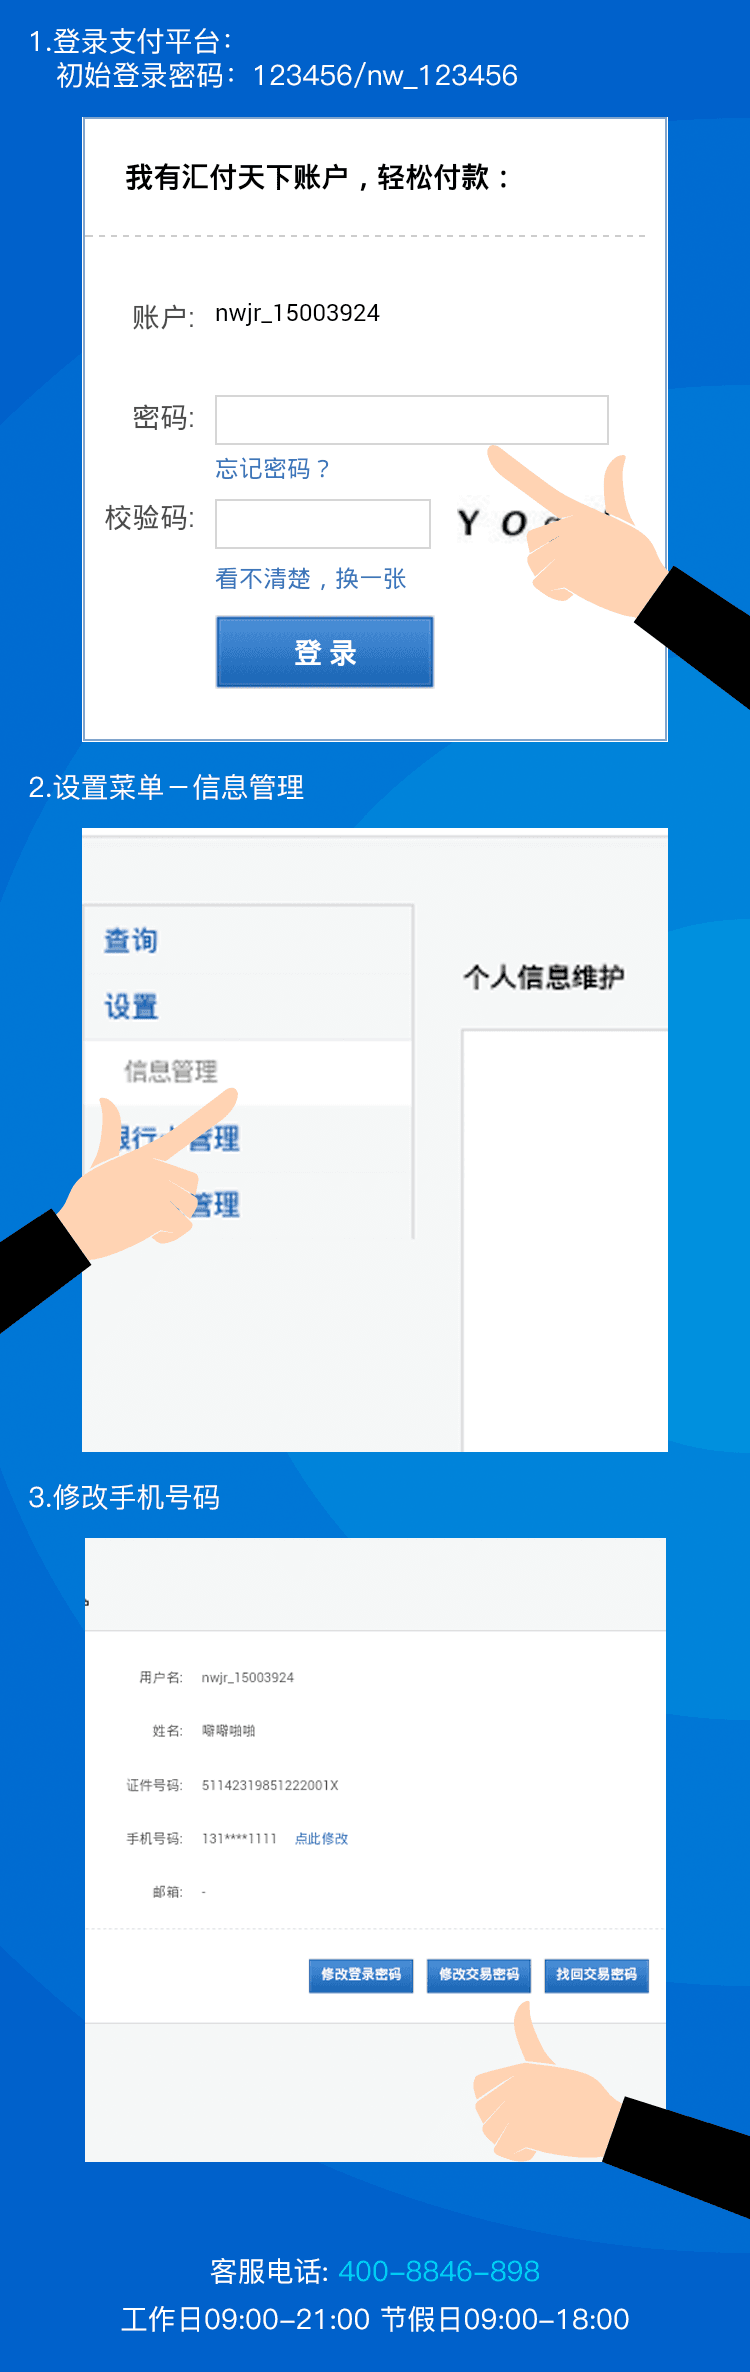 1.登录支付平台：
初始登录密码：123456/nw_123456
我有汇付天下账户，轻松付款：
账户: nwjr_15003924
密码:
忘记密码？
校验码: Y O
看不清楚，换一张
登 录
2.设置菜单－信息管理
查询
设置
个人信息维护
信息管理
银行卡管理
管理
3.修改手机号码
用户名: nwjr_15003924
姓名: 噼噼啪啪
证件号码: 51142319851222001X
手机号码: 131****1111 点此修改
邮箱: -
修改登录密码 修改交易密码 找回交易密码
客服电话: 400-8846-898
工作日09:00-21:00 节假日09:00-18:00